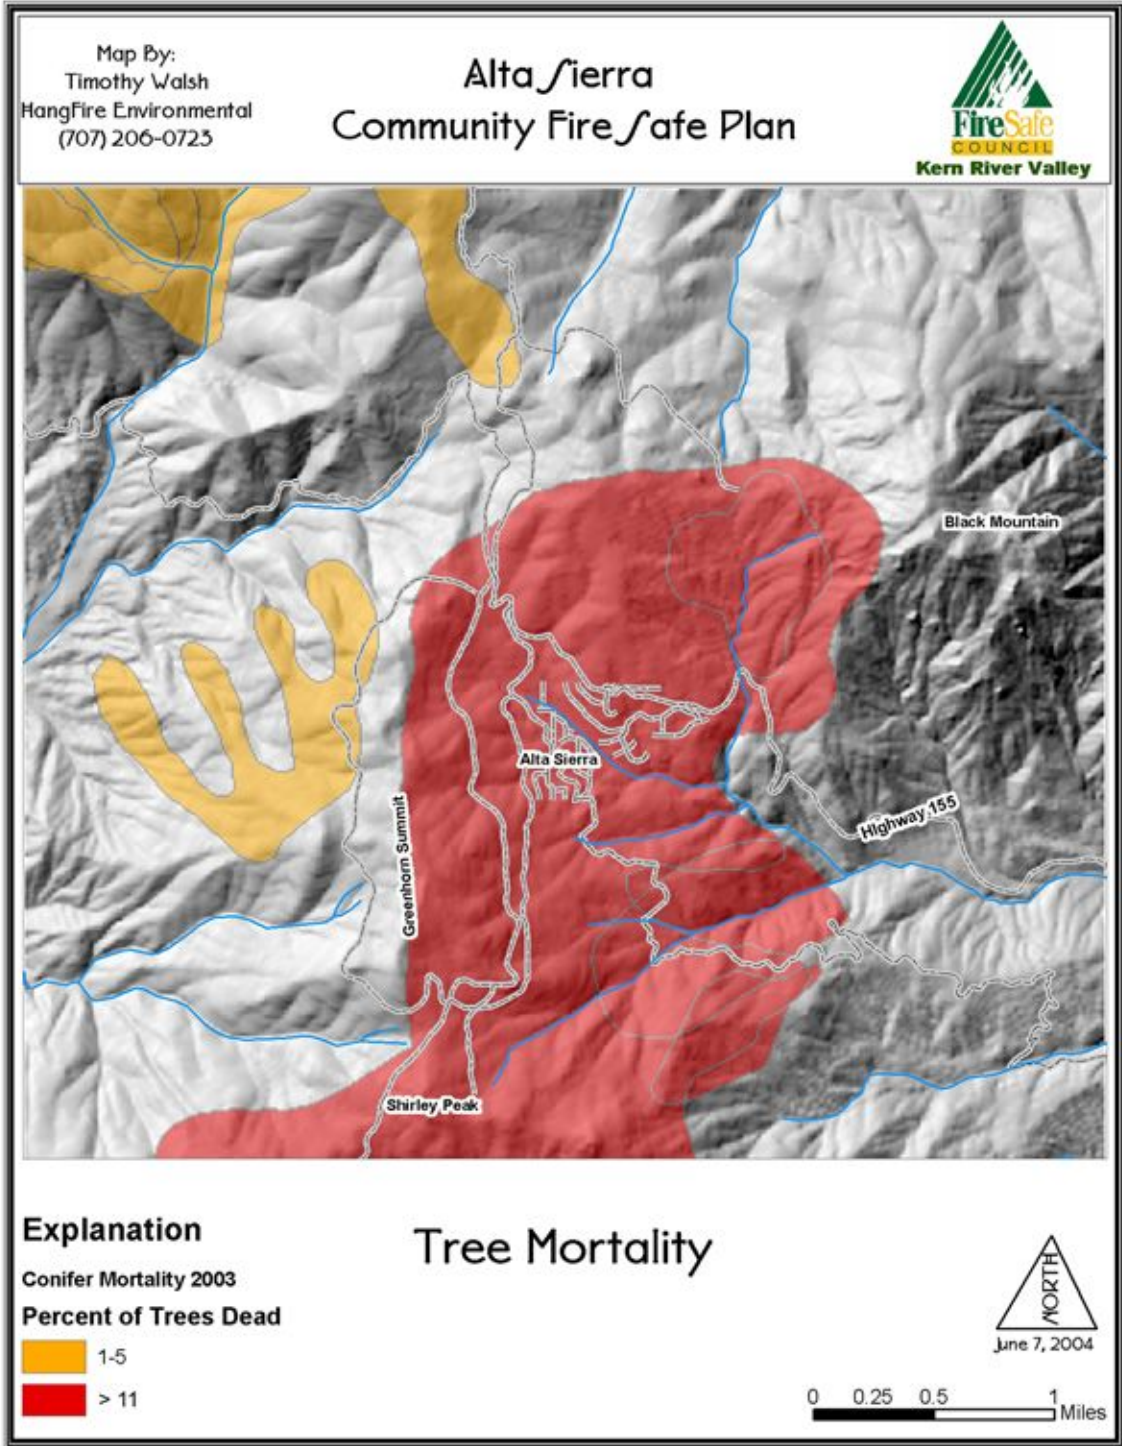 Map By:
Timothy Walsh
HangFire Environmental
(707) 206-0723
Alta Sierra
Community Fire Safe Plan
FireSafe
COUNCIL
Kern River Valley
Black Mountain
Alta Sierra
Highway 155
Greenhorn Summit
Shirley Peak
Explanation
Conifer Mortality 2003
Percent of Trees Dead
1-5
> 11
Tree Mortality
NORTH
June 7, 2004
0 0.25 0.5 1
Miles